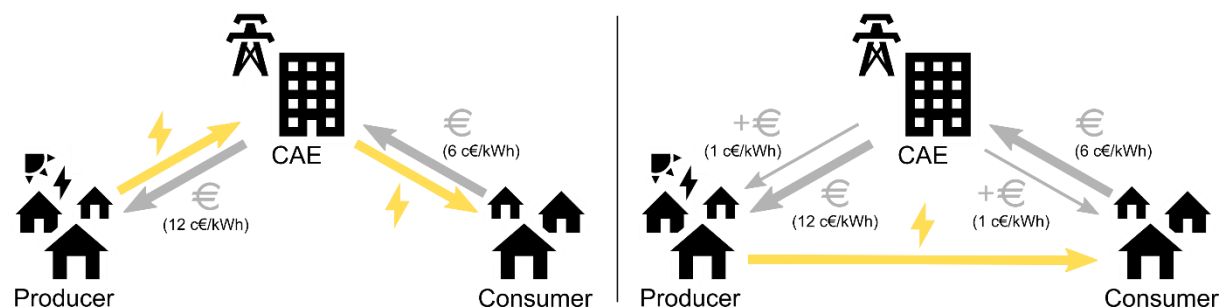 CAE
€
(6 c€/kWh)
€
(12 c€/kWh)
Producer
Consumer
+€
(1 c€/kWh)
CAE
€
(6 c€/kWh)
€
(12 c€/kWh)
+€
(1 c€/kWh)
Producer
Consumer